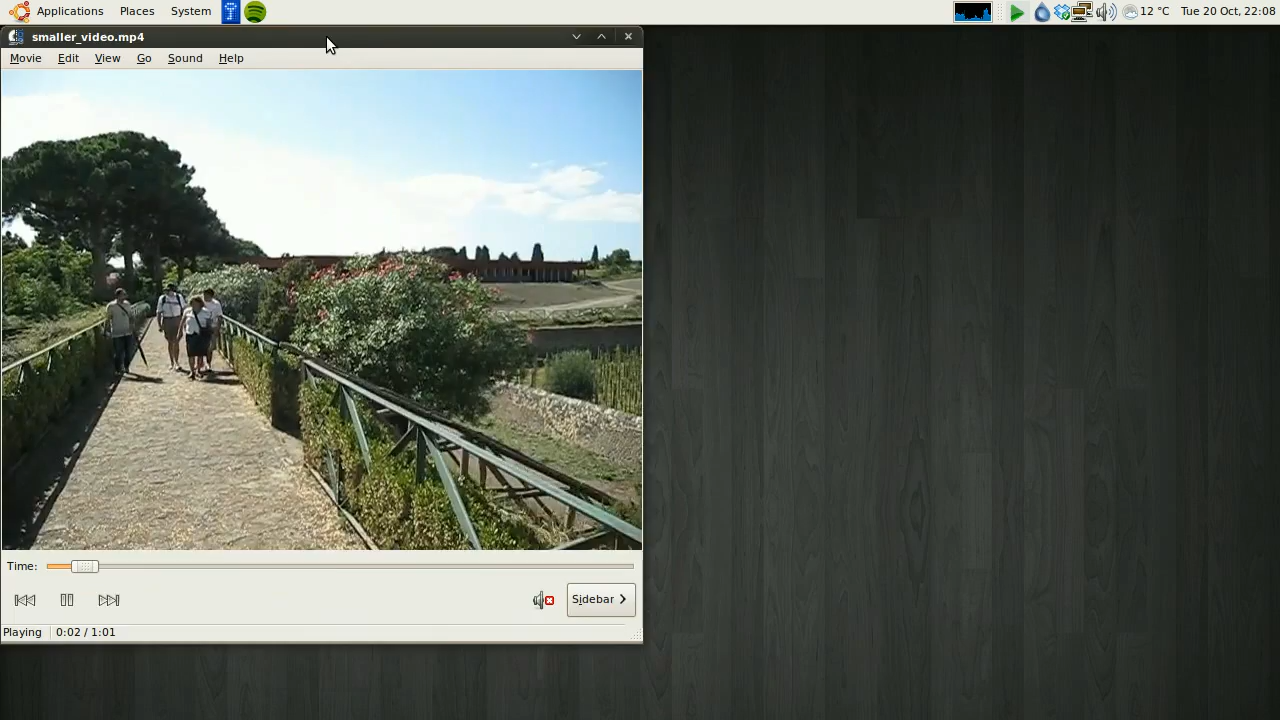 Applications Places System 12 °C Tue 20 Oct, 22:08
smaller_video.mp4
Movie Edit View Go Sound Help
Time:
Sidebar
Playing 0:02 / 1:01